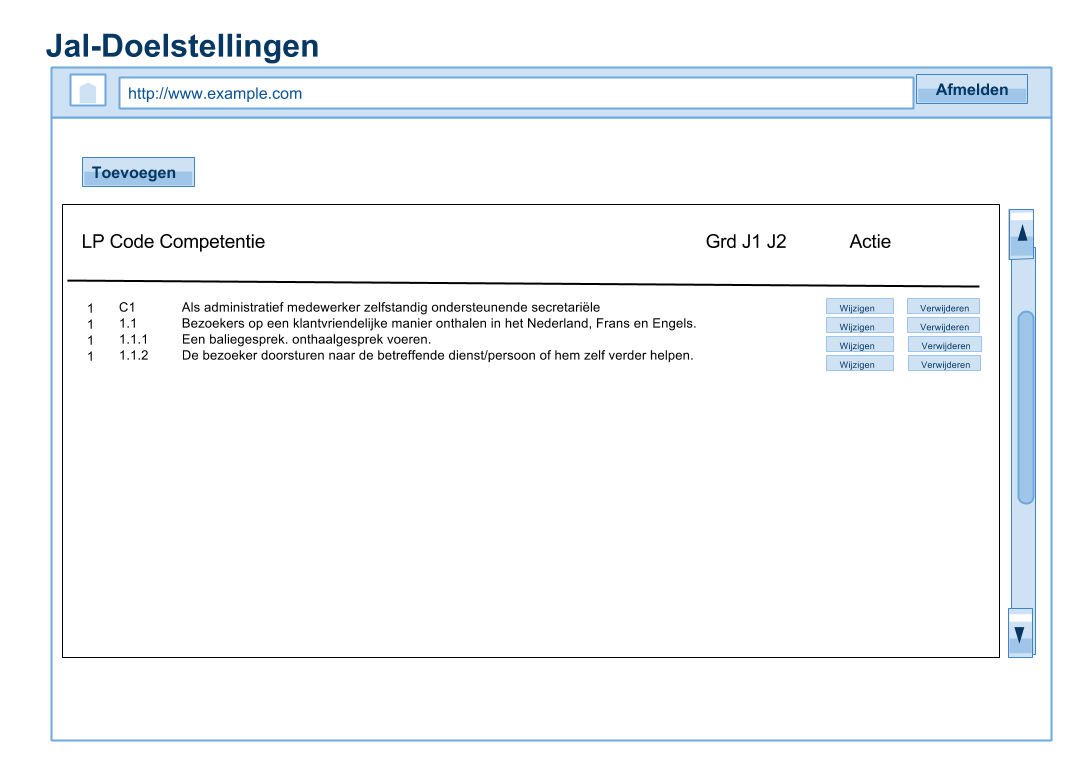 Jal-Doelstellingen
http://www.example.com
Afmelden
Toevoegen
LP Code Competentie Grd J1 J2 Actie
1 C1 Als administratief medewerker zelfstandig ondersteunende secretariële Wijzigen Verwijderen
1 1.1 Bezoekers op een klantvriendelijke manier onthalen in het Nederland, Frans en Engels. Wijzigen Verwijderen
1 1.1.1 Een baliegesprek. onthaalgesprek voeren. Wijzigen Verwijderen
1 1.1.2 De bezoeker doorsturen naar de betreffende dienst/persoon of hem zelf verder helpen. Wijzigen Verwijderen